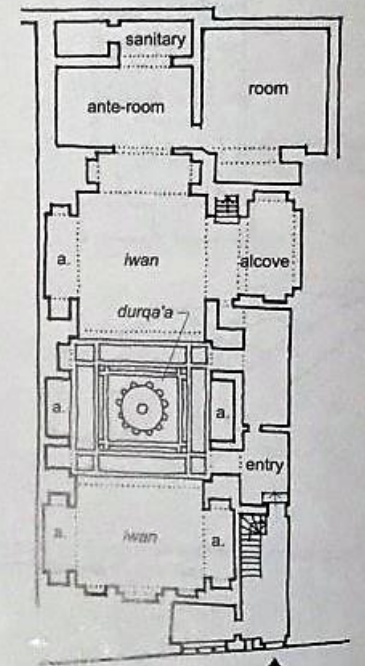 sanitary
ante-room
room
a.
iwan
alcove
durqa'a
a.
a.
entry
a.
iwan
a.